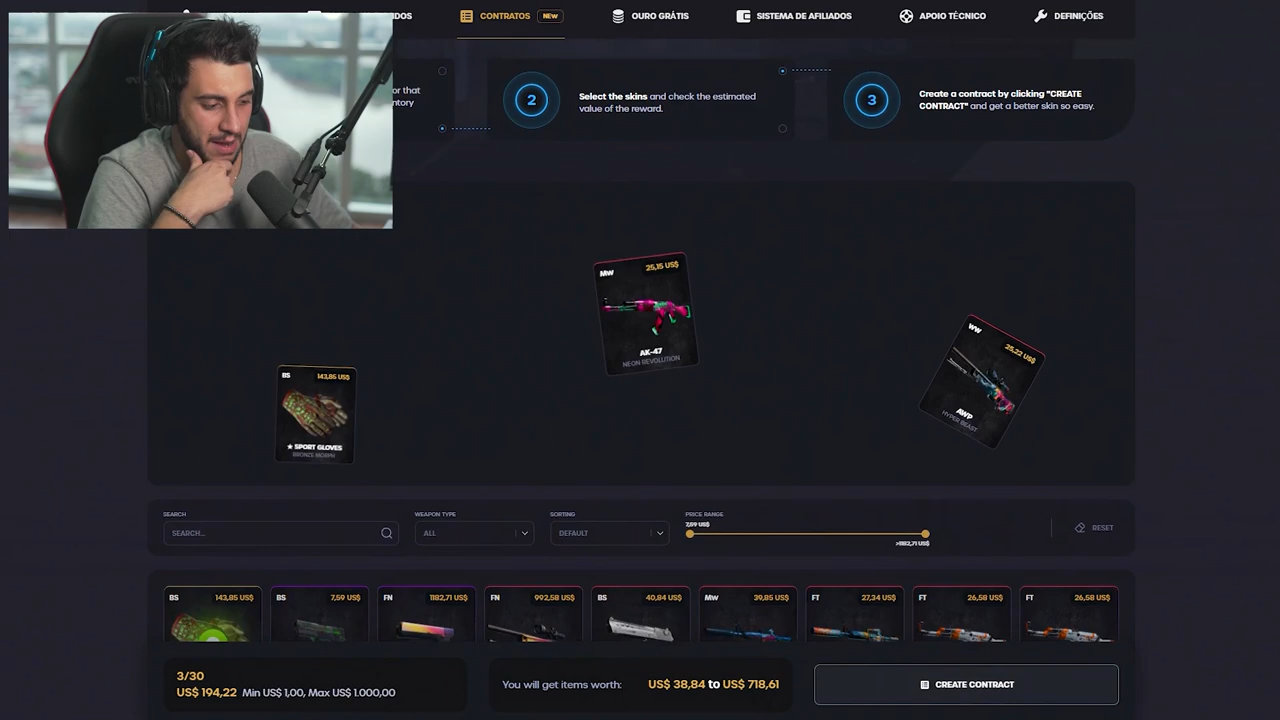 IDOS
CONTRATOS NEW
OURO GRÁTIS
SISTEMA DE AFILIADOS
APOIO TÉCNICO
DEFINIÇÕES
or that
ntory
2
Select the skins and check the estimated
value of the reward.
3
Create a contract by clicking "CREATE
CONTRACT" and get a better skin so easy.
MW 25,15 US$
AK-47
NEON REVOLUTION
WW 25,22 US$
AWP
HYPER BEAST
BS 143,85 US$
★ SPORT GLOVES
BRONZE MORPH
SEARCH
SEARCH...
WEAPON TYPE
ALL
SORTING
DEFAULT
PRICE RANGE
7,59 US$
>1182,71 US$
RESET
BS 143,85 US$
BS 7,59 US$
FN 1182,71 US$
FN 992,58 US$
BS 40,84 US$
MW 39,85 US$
FT 27,34 US$
FT 26,58 US$
FT 26,58 US$
3/30
US$ 194,22 Min US$ 1,00, Max US$ 1.000,00
You will get items worth: US$ 38,84 to US$ 718,61
CREATE CONTRACT